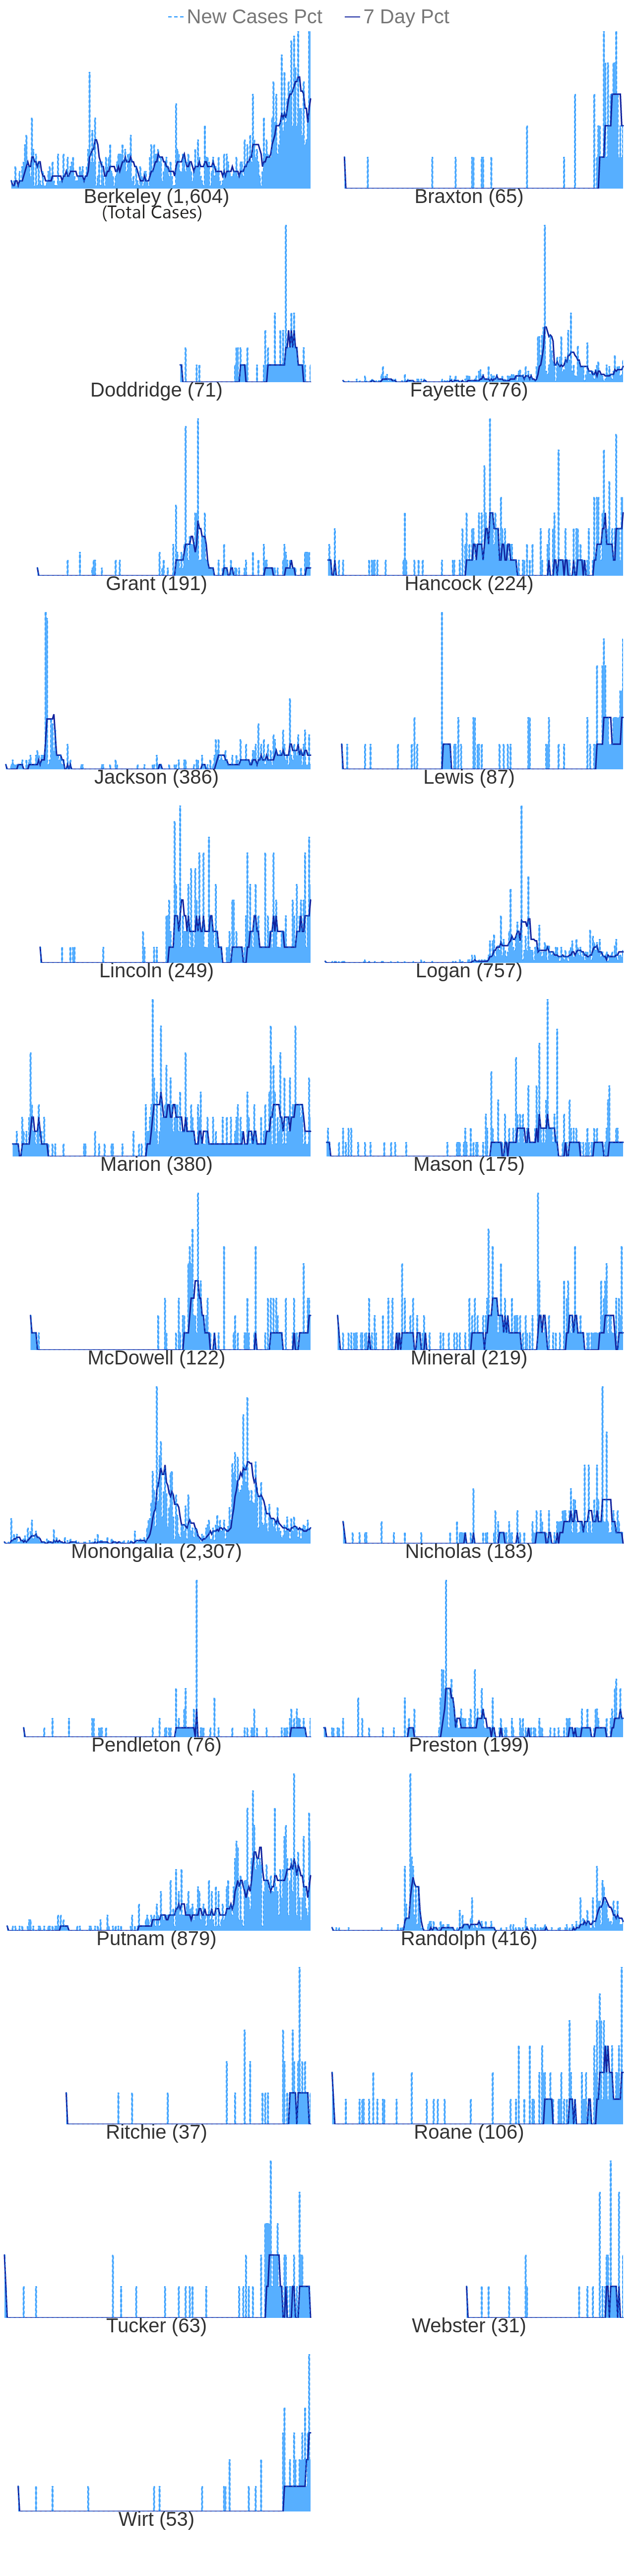 New Cases Pct 7 Day Pct
Berkeley (1,604)
(Total Cases)
Braxton (65)
Doddridge (71)
Fayette (776)
Grant (191)
Hancock (224)
Jackson (386)
Lewis (87)
Lincoln (249)
Logan (757)
Marion (380)
Mason (175)
McDowell (122)
Mineral (219)
Monongalia (2,307)
Nicholas (183)
Pendleton (76)
Preston (199)
Putnam (879)
Randolph (416)
Ritchie (37)
Roane (106)
Tucker (63)
Webster (31)
Wirt (53)